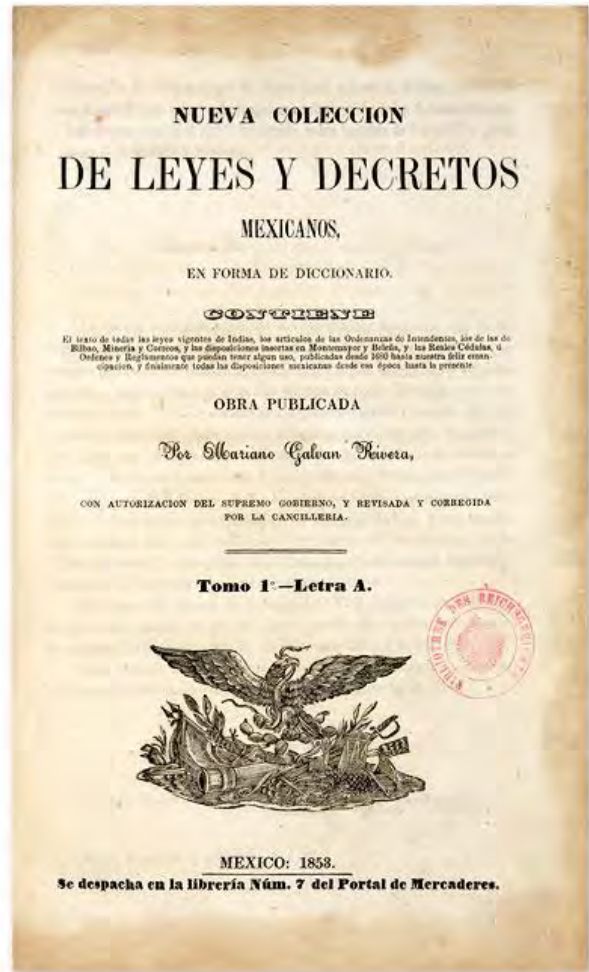 NUEVA COLECCION
DE LEYES Y DECRETOS
MEXICANOS,
EN FORMA DE DICCIONARIO.
CONTIENE
El texto de todas las leyes vigentes de Indias, los artículos de las Ordenanzas de Intendentes, los de las de
Bilbao, Minería y Correos, y las disposiciones insertas en Montemayor y Beleña, y las Reales Cédulas, ú
Ordenes y Reglamentos que puedan tener algun uso, publicadas desde 1680 hasta nuestra feliz eman-
cipacion, y finalmente todas las disposiciones mexicanas desde esa época hasta la presente.
OBRA PUBLICADA
Por Mariano Galvan Rivera,
CON AUTORIZACION DEL SUPREMO GOBIERNO, Y REVISADA Y CORREGIDA
POR LA CANCILLERIA.
Tomo 1º—Letra A.
BIBLIOTHEK DES REICHSGERICHTS
MEXICO: 1853.
Se despacha en la librería Núm. 7 del Portal de Mercaderes.